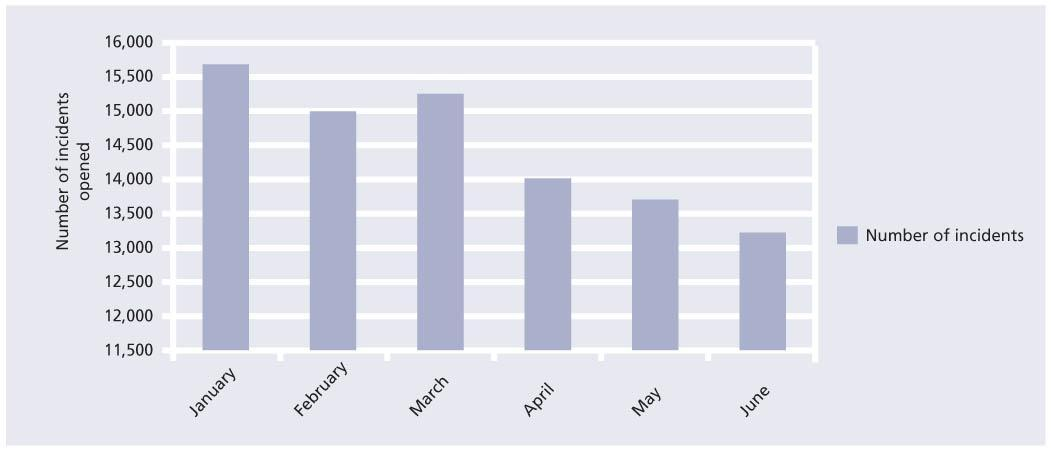 16,000
15,500
15,000
14,500
14,000
13,500
13,000
12,500
12,000
11,500
Number of incidents
opened
January
February
March
April
May
June
Number of incidents